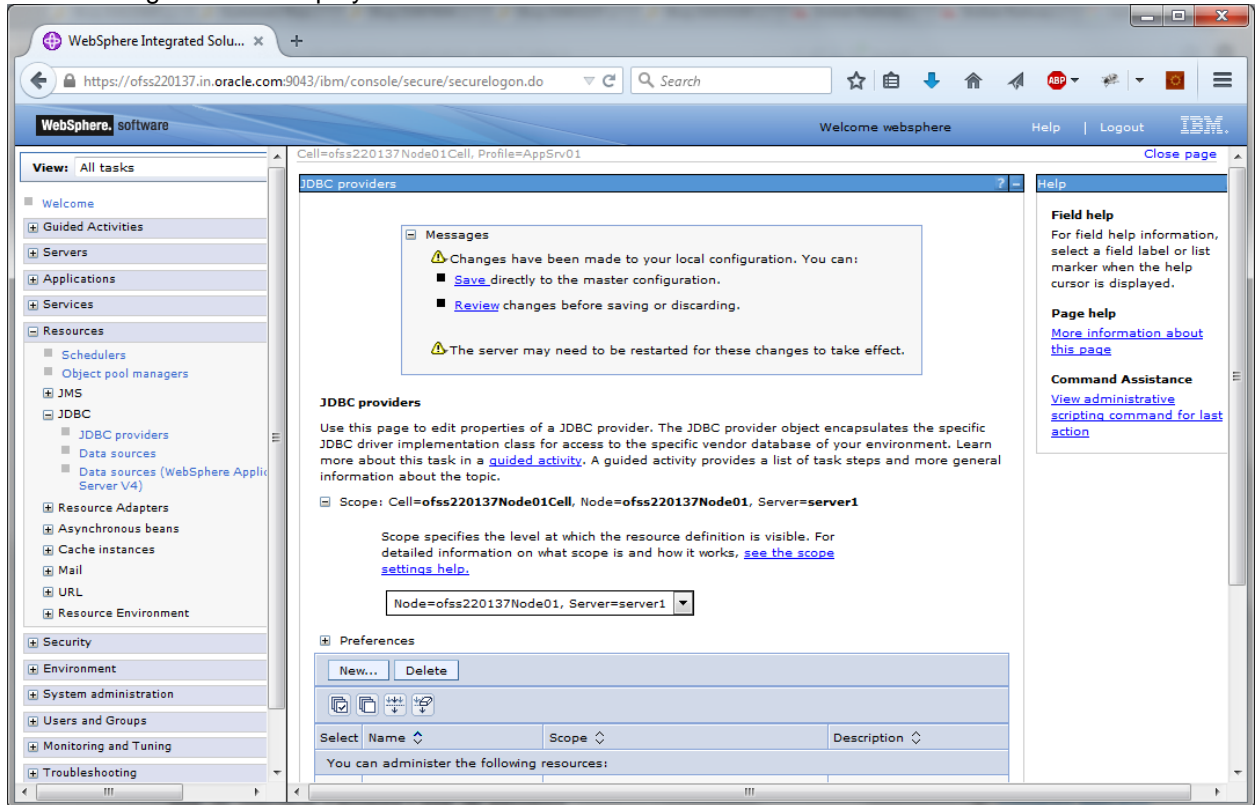 WebSphere Integrated Solu... × +
https://ofss220137.in.oracle.com:9043/ibm/console/secure/securelogon.do
Search
ABP
WebSphere. software
Welcome websphere
Help | Logout
IBM.
View: All tasks
Welcome
Guided Activities
Servers
Applications
Services
Resources
Schedulers
Object pool managers
JMS
JDBC
JDBC providers
Data sources
Data sources (WebSphere Applic
Server V4)
Resource Adapters
Asynchronous beans
Cache instances
Mail
URL
Resource Environment
Security
Environment
System administration
Users and Groups
Monitoring and Tuning
Troubleshooting
Cell=ofss220137Node01Cell, Profile=AppSrv01
Close page
JDBC providers ? -
Messages
Changes have been made to your local configuration. You can:
Save directly to the master configuration.
Review changes before saving or discarding.
The server may need to be restarted for these changes to take effect.
JDBC providers
Use this page to edit properties of a JDBC provider. The JDBC provider object encapsulates the specific
JDBC driver implementation class for access to the specific vendor database of your environment. Learn
more about this task in a guided activity. A guided activity provides a list of task steps and more general
information about the topic.
Scope: Cell=ofss220137Node01Cell, Node=ofss220137Node01, Server=server1
Scope specifies the level at which the resource definition is visible. For
detailed information on what scope is and how it works, see the scope
settings help.
Node=ofss220137Node01, Server=server1
Preferences
New... Delete
Select Name Scope Description
You can administer the following resources:
Help
Field help
For field help information,
select a field label or list
marker when the help
cursor is displayed.
Page help
More information about
this page
Command Assistance
View administrative
scripting command for last
action